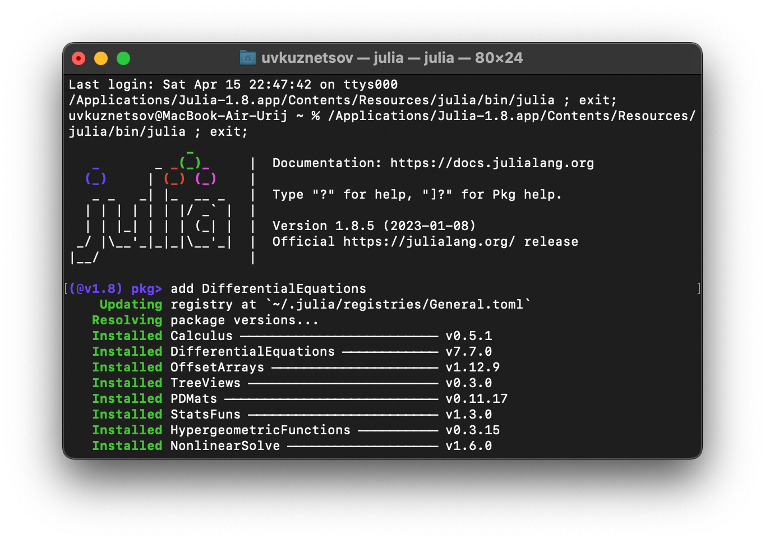 uvkuznetsov — julia — julia — 80×24
Last login: Sat Apr 15 22:47:42 on ttys000
/Applications/Julia-1.8.app/Contents/Resources/julia/bin/julia ; exit;
uvkuznetsov@MacBook-Air-Urij ~ % /Applications/Julia-1.8.app/Contents/Resources/
julia/bin/julia ; exit;
               _
   _       _ _(_)_     |  Documentation: https://docs.julialang.org
  (_)     | (_) (_)    |
   _ _   _| |_  __ _   |  Type "?" for help, "]?" for Pkg help.
  | | | | | | |/ _` |  |
  | | |_| | | | (_| |  |  Version 1.8.5 (2023-01-08)
 _/ |\__'_|_|_|\__'_|  |  Official https://julialang.org/ release
|__/                   |
[(@v1.8) pkg> add DifferentialEquations ]
    Updating registry at `~/.julia/registries/General.toml`
   Resolving package versions...
   Installed Calculus ────────────────────────── v0.5.1
   Installed DifferentialEquations ───────────── v7.7.0
   Installed OffsetArrays ────────────────────── v1.12.9
   Installed TreeViews ───────────────────────── v0.3.0
   Installed PDMats ──────────────────────────── v0.11.17
   Installed StatsFuns ───────────────────────── v1.3.0
   Installed HypergeometricFunctions ─────────── v0.3.15
   Installed NonlinearSolve ──────────────────── v1.6.0